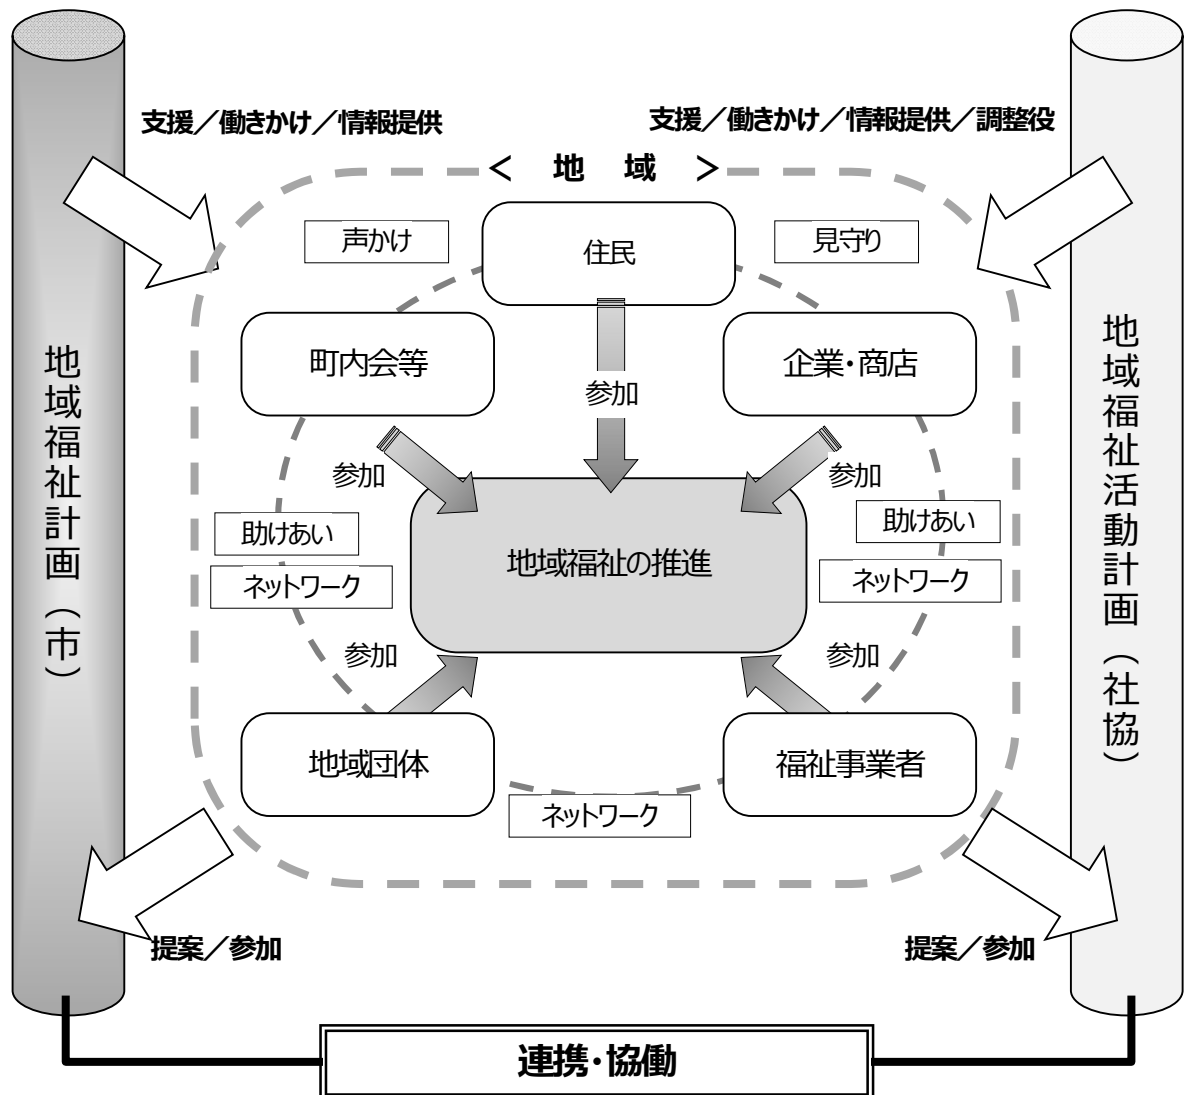 支援／働きかけ／情報提供
支援／働きかけ／情報提供／調整役
＜　地　域　＞
声かけ
住民
見守り
町内会等
企業・商店
参加
参加
参加
助けあい
助けあい
地域福祉の推進
ネットワーク
ネットワーク
参加
参加
地域団体
福祉事業者
ネットワーク
地域福祉計画（市）
地域福祉活動計画（社協）
提案／参加
提案／参加
連携・協働